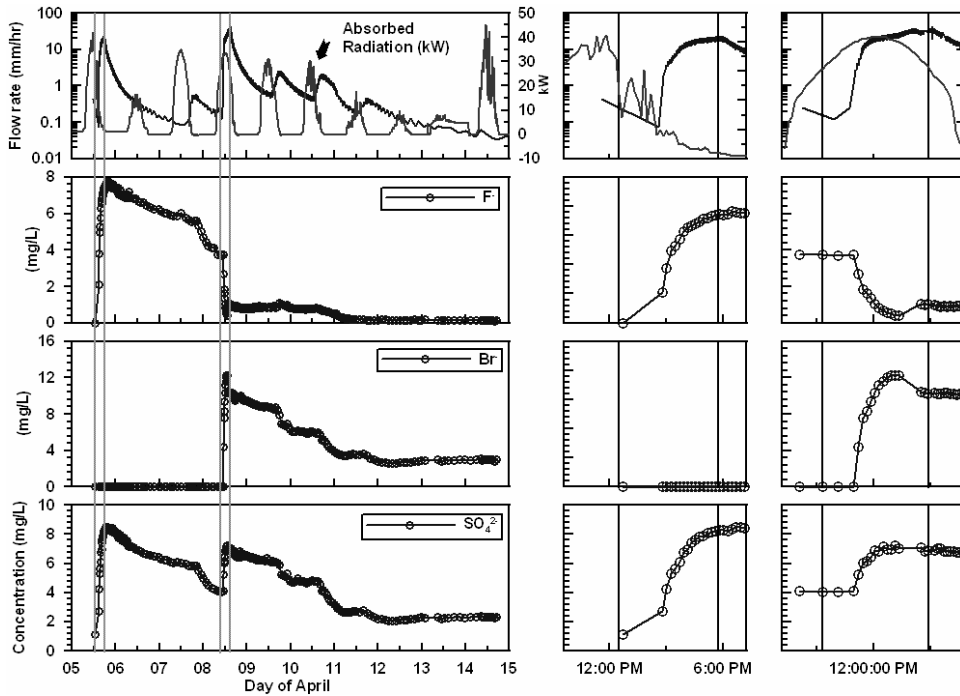 100
10
1
0.1
0.01
Flow rate (mm/hr)
Absorbed
Radiation (kW)
50
40
30
20
10
0
-10
kW
8
6
4
2
0
(mg/L)
F-
16
12
8
4
0
(mg/L)
Br-
10
8
6
4
2
0
Concentration (mg/L)
SO₄²⁻
05 06 07 08 09 10 11 12 13 14 15
Day of April
12:00 PM 6:00 PM
12:00:00 PM